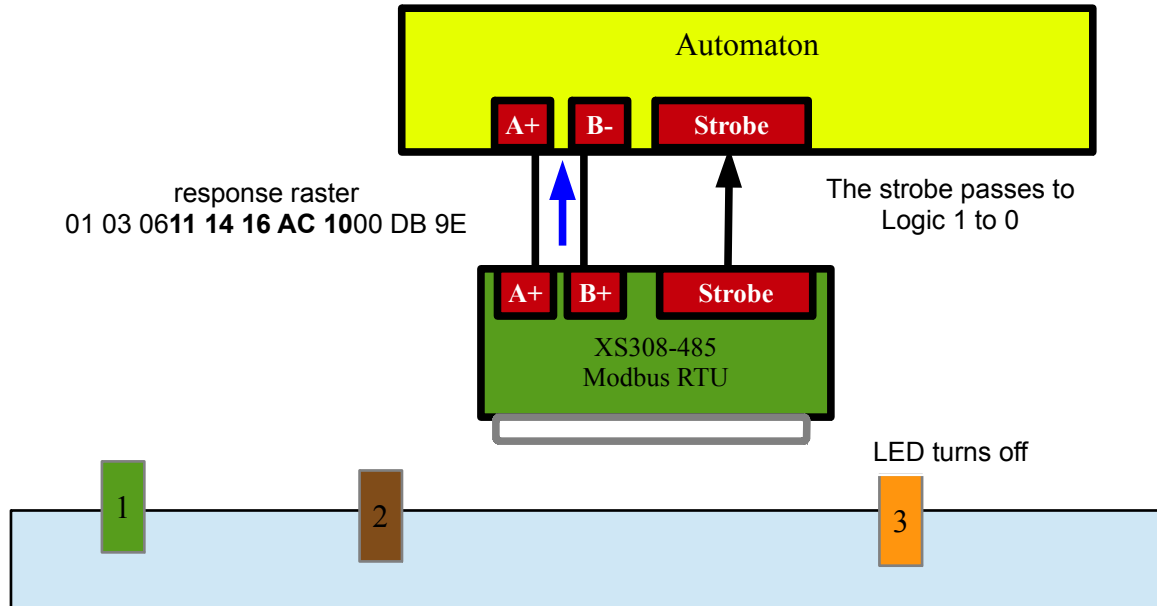 Automaton
A+ B- Strobe
response raster
01 03 0611 14 16 AC 1000 DB 9E
The strobe passes to
Logic 1 to 0
A+ B+ Strobe
XS308-485
Modbus RTU
LED turns off
1 2 3